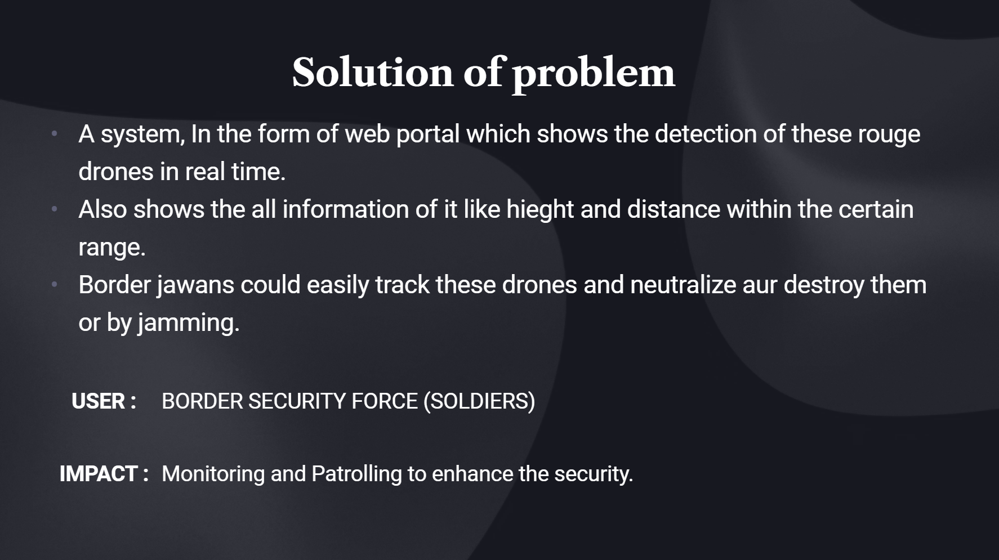 Solution of problem
• A system, In the form of web portal which shows the detection of these rouge
drones in real time.
• Also shows the all information of it like hieght and distance within the certain
range.
• Border jawans could easily track these drones and neutralize aur destroy them
or by jamming.
USER : BORDER SECURITY FORCE (SOLDIERS)
IMPACT : Monitoring and Patrolling to enhance the security.